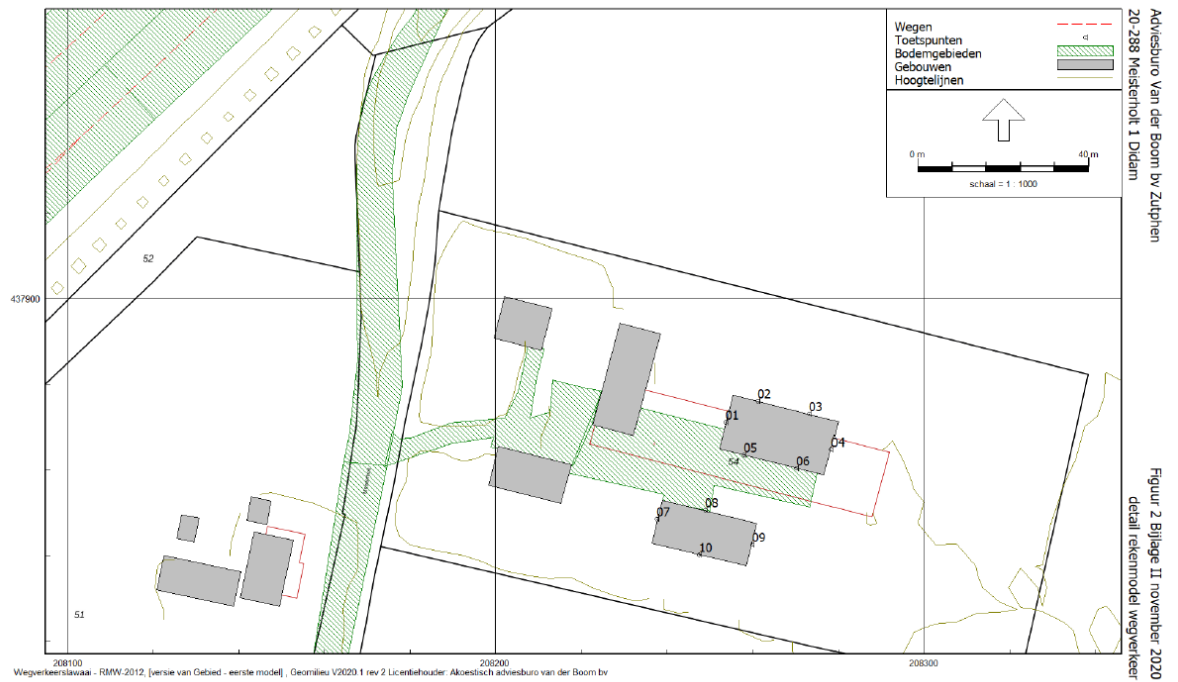 Wegen
Toetspunten
Bodemgebieden
Gebouwen
Hoogtelijnen
0 m
40 m
schaal = 1 : 1000
Adviesburo Van der Boom bv Zutphen
20-288 Meisterholt 1 Didam
52
437900
02
03
01
04
05
54
06
08
07
09
10
51
Figuur 2 Bijlage II november 2020
detail rekenmodel wegverkeer
208100
208200
208300
Wegverkeerslawaai - RMW-2012, [versie van Gebied - eerste model] , Geomilieu V2020.1 rev 2 Licentiehouder: Akoestisch adviesburo van der Boom bv